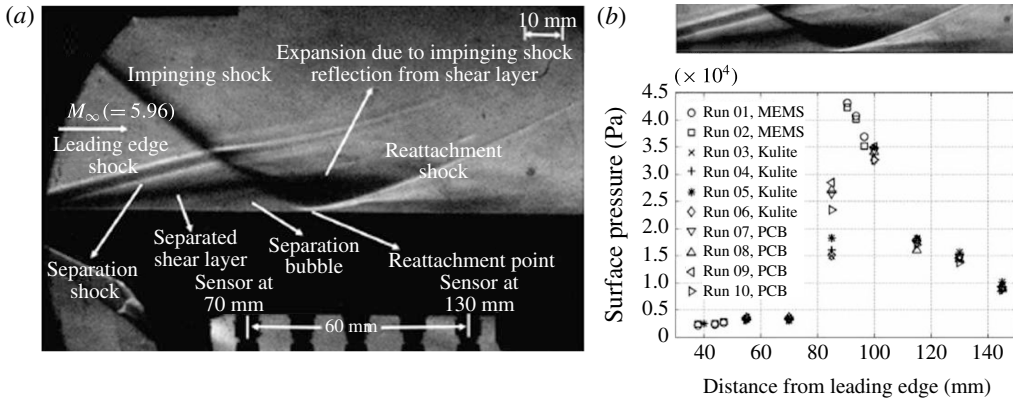 (a)
10 mm
Expansion due to impinging shock
reflection from shear layer
Impinging shock
M∞(= 5.96)
Leading edge
shock
Reattachment
shock
Separated
shear layer
Separation
bubble
Reattachment point
Separation
shock
Sensor at
70 mm
Sensor at
130 mm
60 mm
(b)
(× 10⁴)
4.5
4.0
3.5
3.0
2.5
2.0
1.5
1.0
0.5
0
Surface pressure (Pa)
Run 01, MEMS
Run 02, MEMS
Run 03, Kulite
Run 04, Kulite
Run 05, Kulite
Run 06, Kulite
Run 07, PCB
Run 08, PCB
Run 09, PCB
Run 10, PCB
40 60 80 100 120 140
Distance from leading edge (mm)